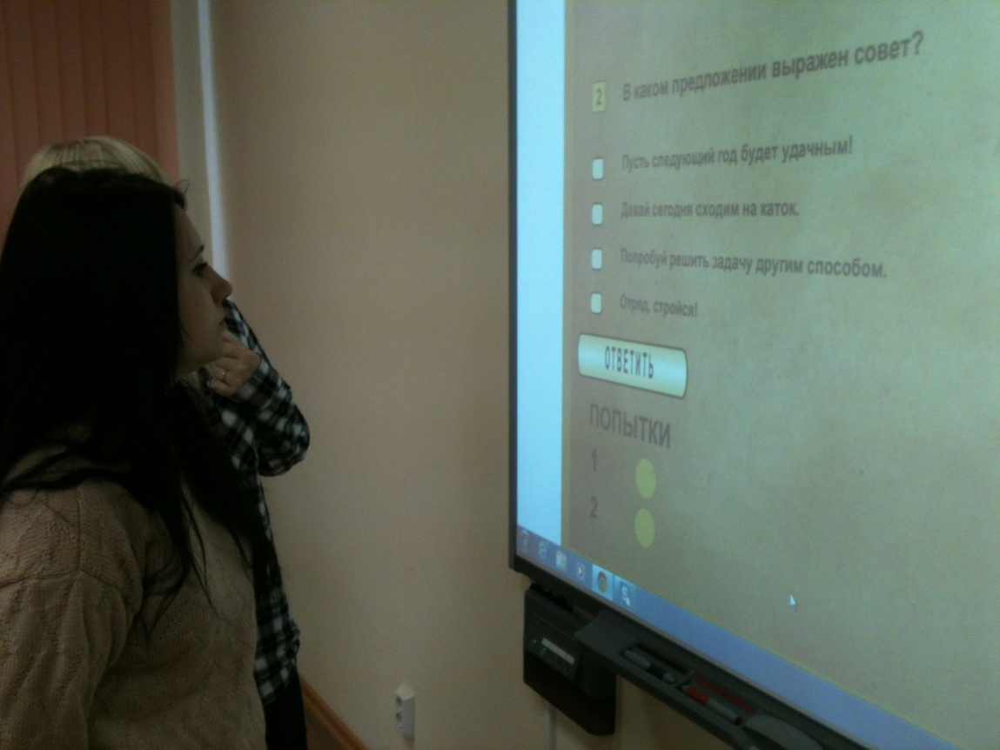 2 В каком предложении выражен совет?
Пусть следующий год будет удачным!
Давай сегодня сходим на каток.
Попробуй решить задачу другим способом.
Отряд, стройся!
ОТВЕТИТЬ
ПОПЫТКИ
1
2